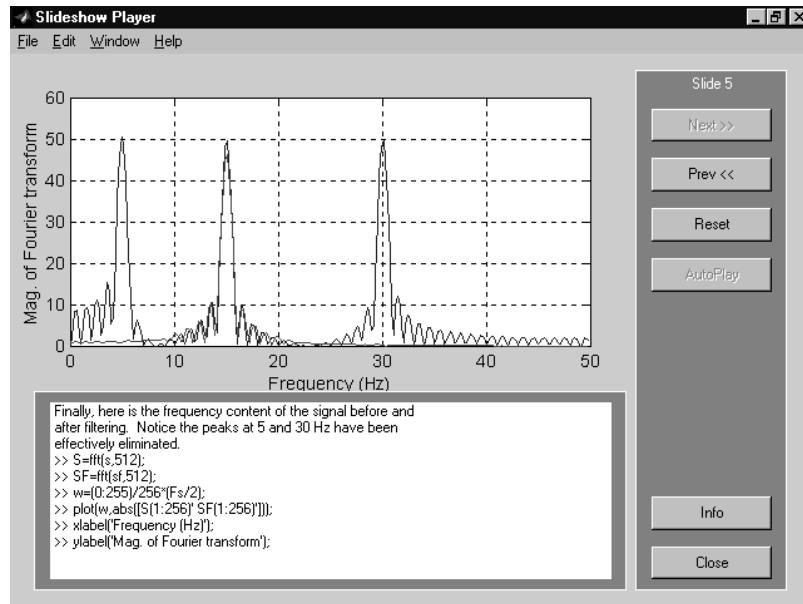 Slideshow Player
File Edit Window Help
Slide 5
Next >>
Prev <<
Reset
AutoPlay
Info
Close
60
50
40
30
20
10
0
0 10 20 30 40 50
Mag. of Fourier transform
Frequency (Hz)
Finally, here is the frequency content of the signal before and
after filtering.  Notice the peaks at 5 and 30 Hz have been
effectively eliminated.
>> S=fft(s,512);
>> SF=fft(sf,512);
>> w=(0:255)/256*(Fs/2);
>> plot(w,abs([S(1:256)' SF(1:256)']));
>> xlabel('Frequency (Hz)');
>> ylabel('Mag. of Fourier transform');